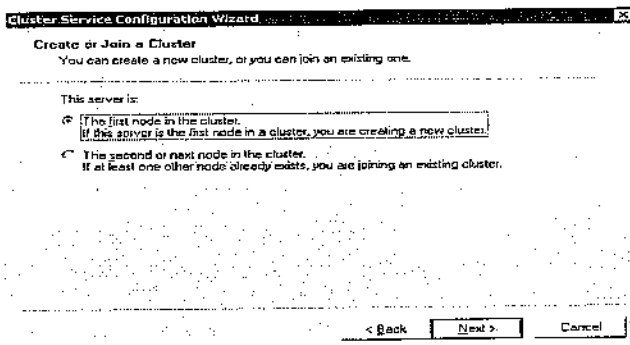 Cluster Service Configuration Wizard
Create or Join a Cluster
You can create a new cluster, or you can join an existing one.
This server is:
The first node in the cluster.
If this server is the first node in a cluster, you are creating a new cluster.
The second or next node in the cluster.
If at least one other node already exists, you are joining an existing cluster.
< Back Next > Cancel